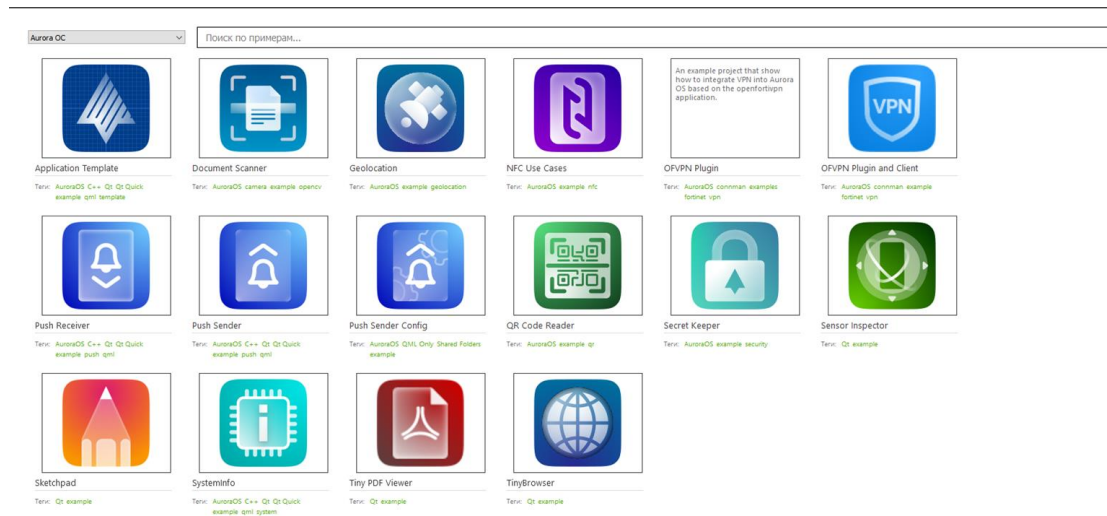 Aurora ОС
Поиск по примерам...
An example project that show
how to integrate VPN into Aurora
OS based on the openfortivpn
application.
VPN
Application Template
Document Scanner
Geolocation
NFC Use Cases
OFVPN Plugin
OFVPN Plugin and Client
Теги: AuroraOS C++ Qt Qt Quick
example qml template
Теги: AuroraOS camera example opencv
Теги: AuroraOS example geolocation
Теги: AuroraOS example nfc
Теги: AuroraOS connman examples
fortinet vpn
Теги: AuroraOS connman example
fortinet vpn
Push Receiver
Push Sender
Push Sender Config
QR Code Reader
Secret Keeper
Sensor Inspector
Теги: AuroraOS C++ Qt Qt Quick
example push qml
Теги: AuroraOS C++ Qt Qt Quick
example push qml
Теги: AuroraOS QML Only Shared Folders
example
Теги: AuroraOS example qr
Теги: AuroraOS example security
Теги: Qt example
Sketchpad
SystemInfo
Tiny PDF Viewer
TinyBrowser
Теги: Qt example
Теги: AuroraOS C++ Qt Qt Quick
example qml system
Теги: Qt example
Теги: Qt example